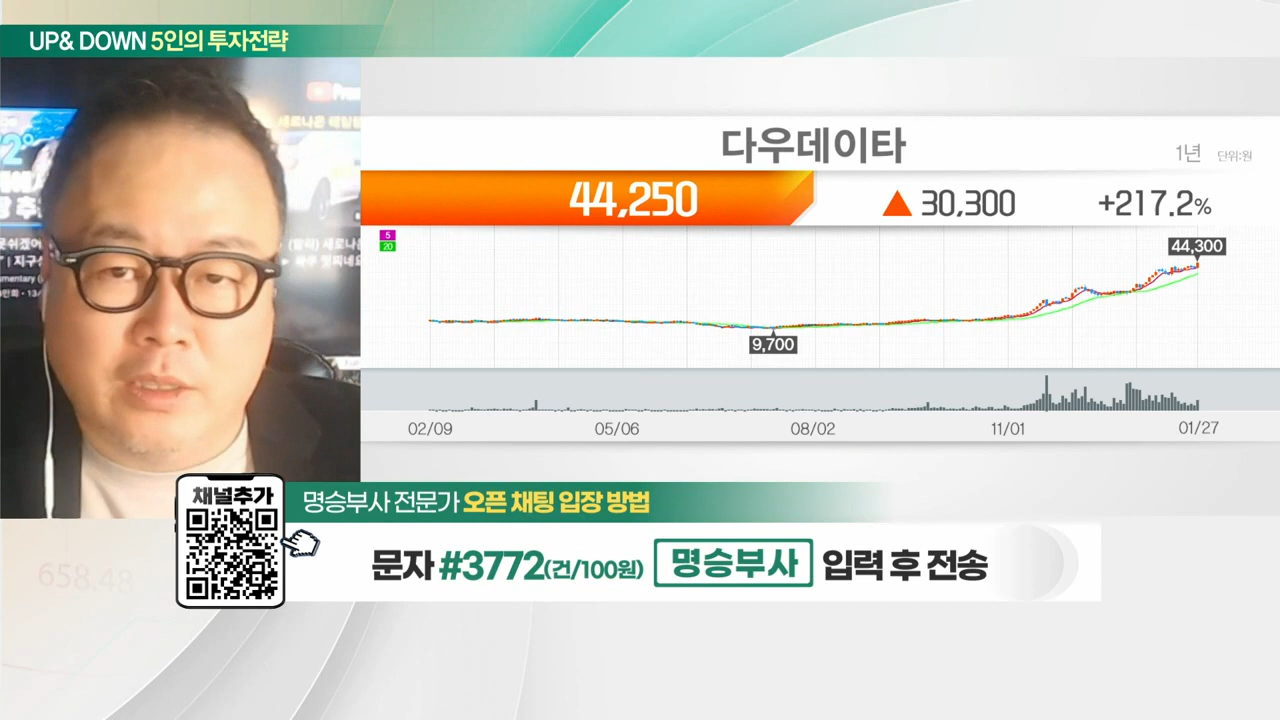 UP& DOWN 5인의 투자전략
다우데이타
1년 단위:원
44,250 ▲ 30,300 +217.2%
5
20
44,300
9,700
02/09 05/06 08/02 11/01 01/27
채널추가
명승부사 전문가 오픈 채팅 입장 방법
문자 #3772(건/100원) 명승부사 입력 후 전송
658.48